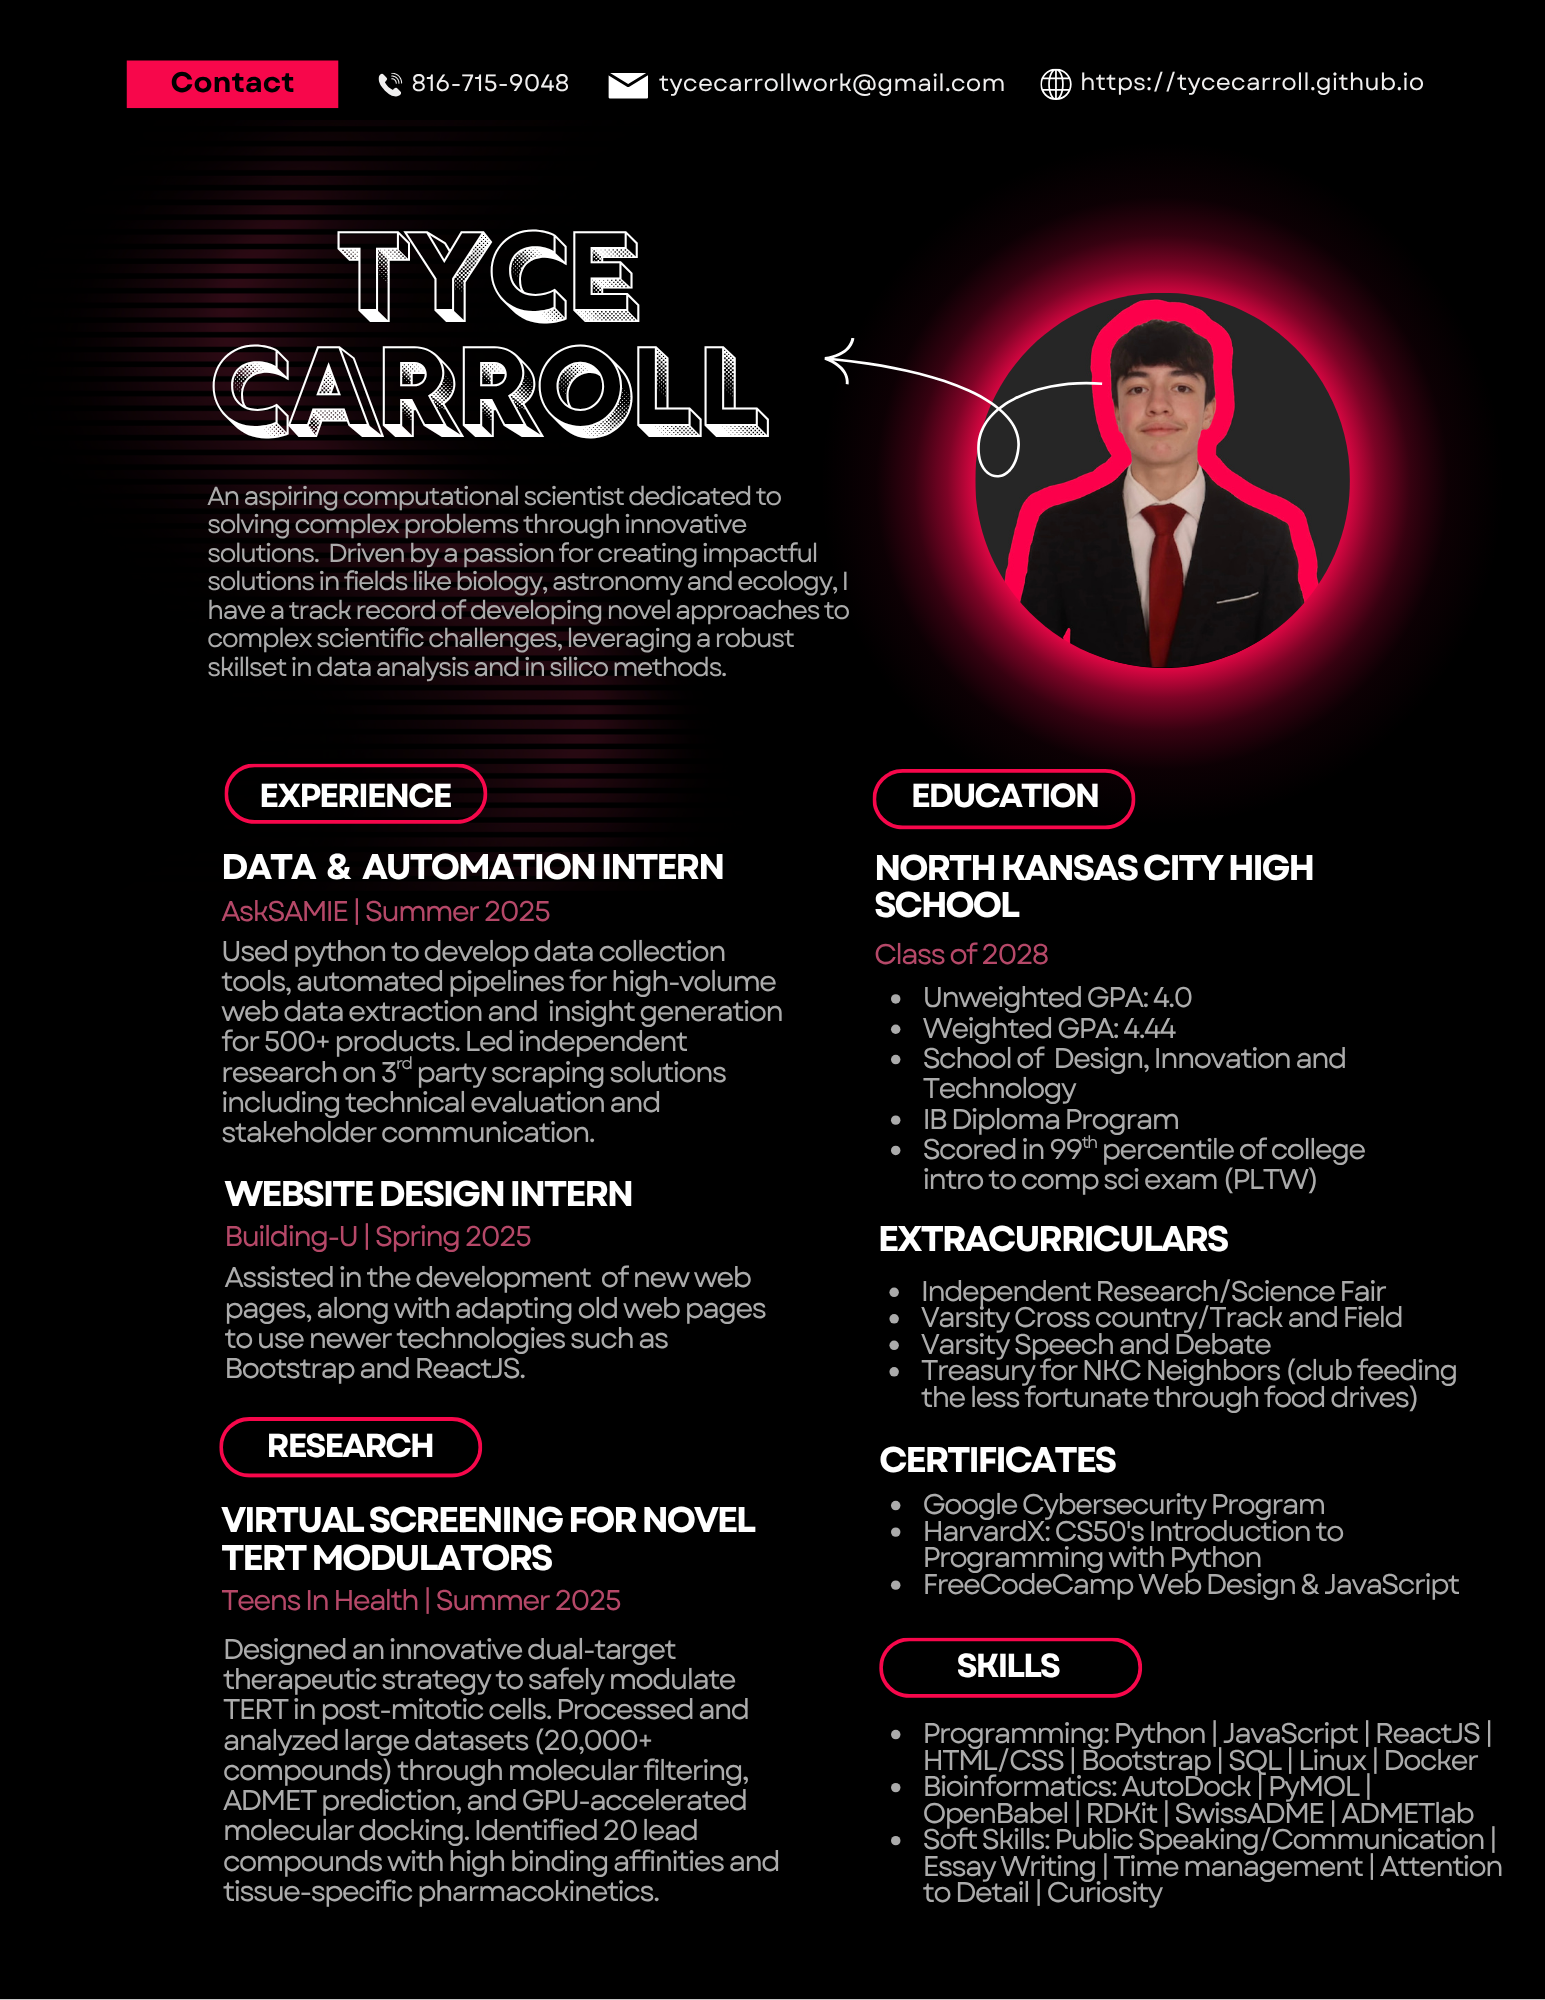 Contact
816-715-9048
tycecarrollwork@gmail.com
https://tycecarroll.github.io
TYCE
CARROLL
An aspiring computational scientist dedicated to
solving complex problems through innovative
solutions. Driven by a passion for creating impactful
solutions in fields like biology, astronomy and ecology, I
have a track record of developing novel approaches to
complex scientific challenges, leveraging a robust
skillset in data analysis and in silico methods.
EXPERIENCE
DATA & AUTOMATION INTERN
AskSAMIE | Summer 2025
Used python to develop data collection
tools, automated pipelines for high-volume
web data extraction and insight generation
for 500+ products. Led independent
research on 3rd party scraping solutions
including technical evaluation and
stakeholder communication.
WEBSITE DESIGN INTERN
Building-U | Spring 2025
Assisted in the development of new web
pages, along with adapting old web pages
to use newer technologies such as
Bootstrap and ReactJS.
RESEARCH
VIRTUAL SCREENING FOR NOVEL
TERT MODULATORS
Teens In Health | Summer 2025
Designed an innovative dual-target
therapeutic strategy to safely modulate
TERT in post-mitotic cells. Processed and
analyzed large datasets (20,000+
compounds) through molecular filtering,
ADMET prediction, and GPU-accelerated
molecular docking. Identified 20 lead
compounds with high binding affinities and
tissue-specific pharmacokinetics.
EDUCATION
NORTH KANSAS CITY HIGH
SCHOOL
Class of 2028
• Unweighted GPA: 4.0
• Weighted GPA: 4.44
• School of Design, Innovation and
Technology
• IB Diploma Program
• Scored in 99th percentile of college
intro to comp sci exam (PLTW)
EXTRACURRICULARS
• Independent Research/Science Fair
• Varsity Cross country/Track and Field
• Varsity Speech and Debate
• Treasury for NKC Neighbors (club feeding
the less fortunate through food drives)
CERTIFICATES
• Google Cybersecurity Program
• HarvardX: CS50's Introduction to
Programming with Python
• FreeCodeCamp Web Design & JavaScript
SKILLS
• Programming: Python | JavaScript | ReactJS |
HTML/CSS | Bootstrap | SQL | Linux | Docker
• Bioinformatics: AutoDock | PyMOL |
OpenBabel | RDKit | SwissADME | ADMETlab
• Soft Skills: Public Speaking/Communication |
Essay Writing | Time management | Attention
to Detail | Curiosity